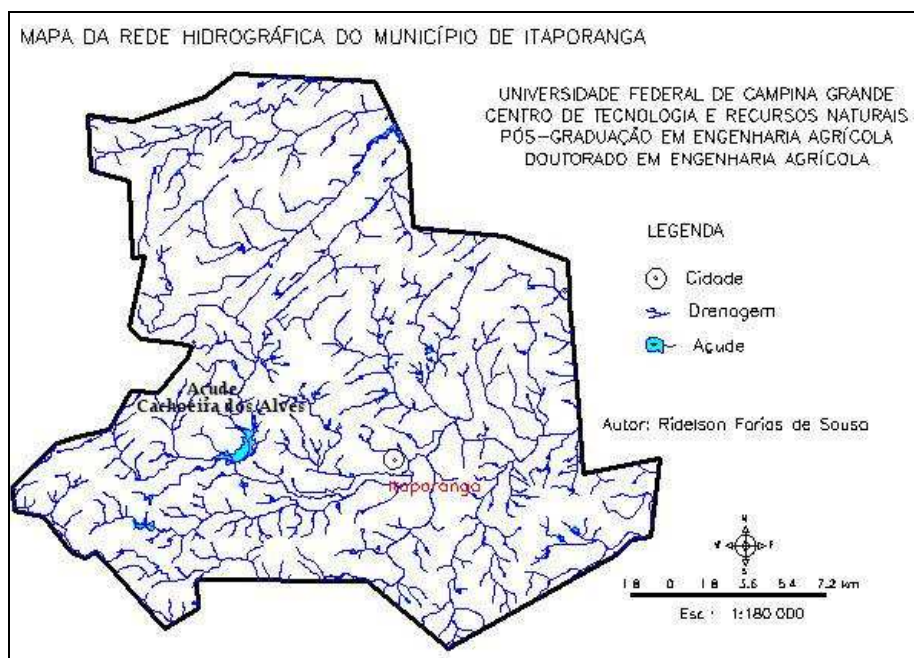 MAPA DA REDE HIDROGRÁFICA DO MUNICÍPIO DE ITAPORANGA
UNIVERSIDADE FEDERAL DE CAMPINA GRANDE
CENTRO DE TECNOLOGIA E RECURSOS NATURAIS
PÓS-GRADUAÇÃO EM ENGENHARIA AGRÍCOLA
DOUTORADO EM ENGENHARIA AGRÍCOLA
LEGENDA
Cidade
Drenagem
Açude
Açude
Cachoeira dos Alves
Autor: Ridelson Farias de Sousa
Itaporanga
N
S
1.8 0 1.8 3.6 5.4 7.2 km
Esc.: 1:180.000